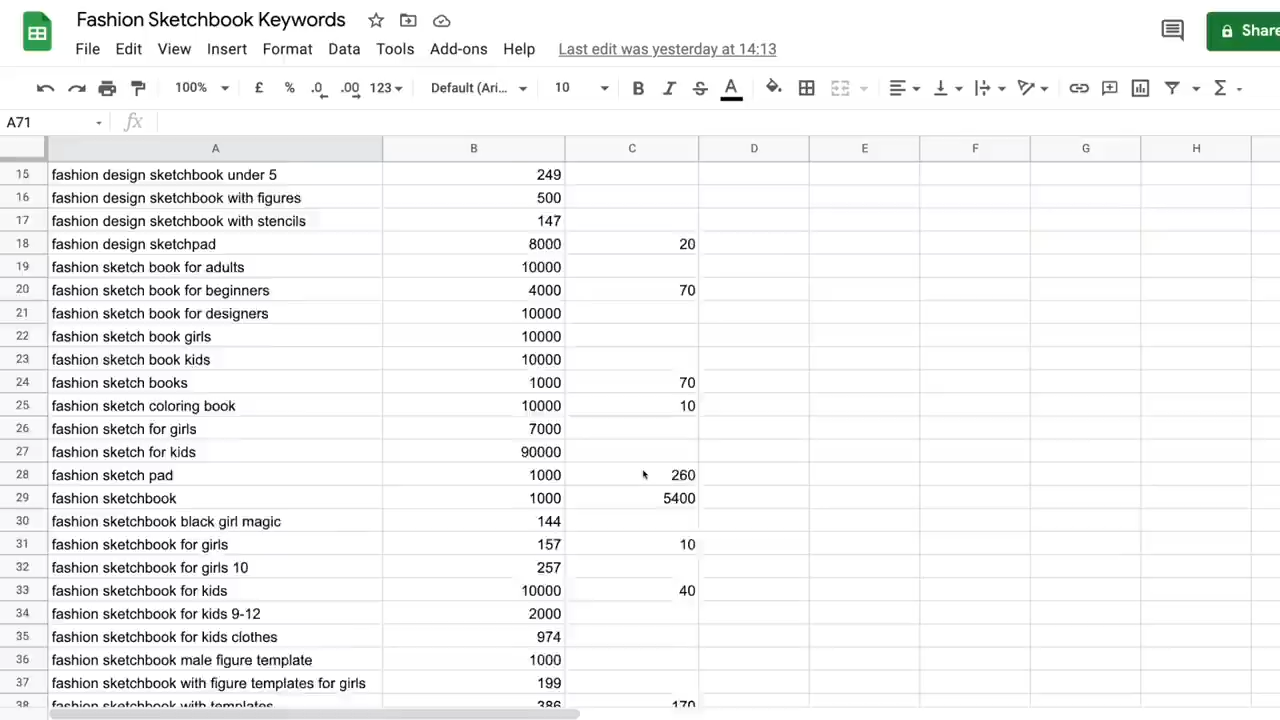 Fashion Sketchbook Keywords
File Edit View Insert Format Data Tools Add-ons Help Last edit was yesterday at 14:13
Share
100% £ % .0 .00 123 Default (Ari... 10 B I S A Σ
A71 fx
A B C D E F G H
15 fashion design sketchbook under 5 249
16 fashion design sketchbook with figures 500
17 fashion design sketchbook with stencils 147
18 fashion design sketchpad 8000 20
19 fashion sketch book for adults 10000
20 fashion sketch book for beginners 4000 70
21 fashion sketch book for designers 10000
22 fashion sketch book girls 10000
23 fashion sketch book kids 10000
24 fashion sketch books 1000 70
25 fashion sketch coloring book 10000 10
26 fashion sketch for girls 7000
27 fashion sketch for kids 90000
28 fashion sketch pad 1000 260
29 fashion sketchbook 1000 5400
30 fashion sketchbook black girl magic 144
31 fashion sketchbook for girls 157 10
32 fashion sketchbook for girls 10 257
33 fashion sketchbook for kids 10000 40
34 fashion sketchbook for kids 9-12 2000
35 fashion sketchbook for kids clothes 974
36 fashion sketchbook male figure template 1000
37 fashion sketchbook with figure templates for girls 199
38 fashion sketchbook with templates 386 170